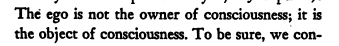 The ego is not the owner of consciousness; it is
the object of consciousness. To be sure, we con-